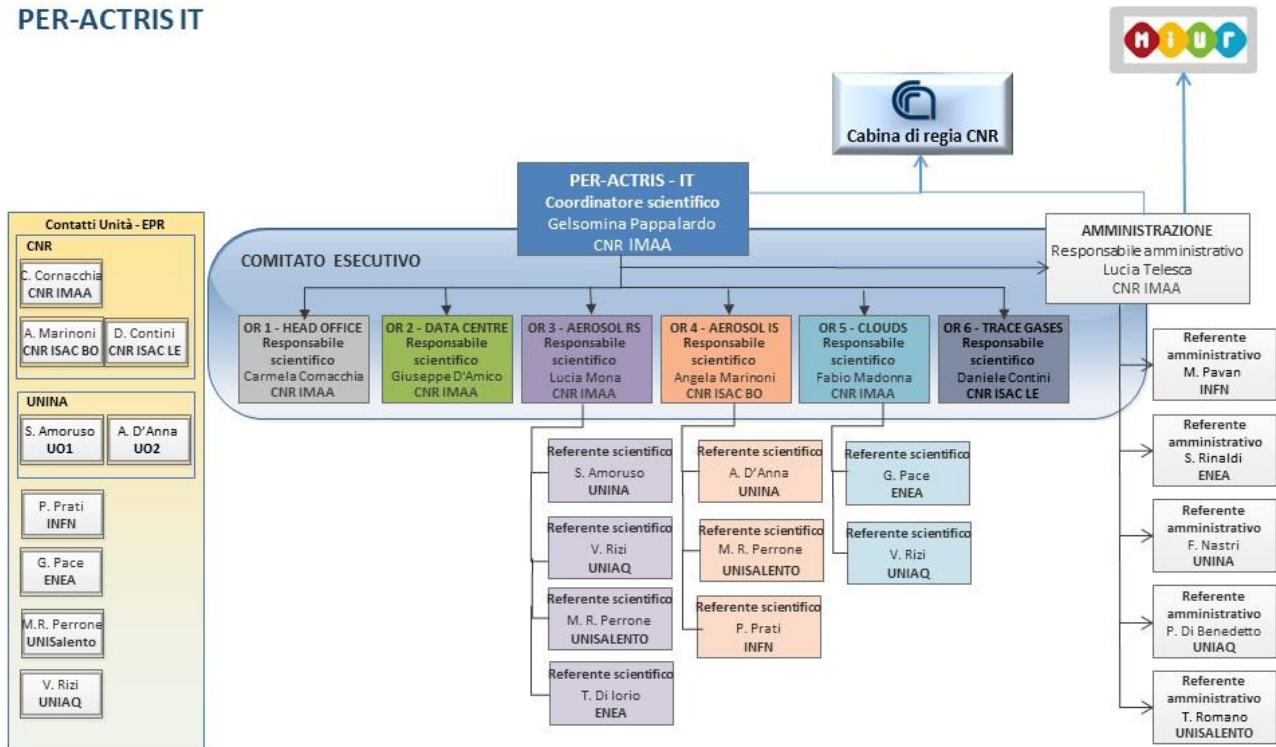 PER-ACTRIS IT
MiUr
Cabina di regia CNR
PER-ACTRIS - IT
Coordinatore scientifico
Gelsomina Pappalardo
CNR IMAA
AMMINISTRAZIONE
Responsabile amministrativo
Lucia Telesca
CNR IMAA
COMITATO ESECUTIVO
OR 1 - HEAD OFFICE
Responsabile
scientifico
Carmela Cornacchia
CNR IMAA
OR 2 - DATA CENTRE
Responsabile
scientifico
Giuseppe D'Amico
CNR IMAA
OR 3 - AEROSOL RS
Responsabile
scientifico
Lucia Mona
CNR IMAA
OR 4 - AEROSOL IS
Responsabile
scientifico
Angela Marinoni
CNR ISAC BO
OR 5 - CLOUDS
Responsabile
scientifico
Fabio Madonna
CNR IMAA
OR 6 - TRACE GASES
Responsabile
scientifico
Daniele Contini
CNR ISAC LE
Contatti Unità - EPR
CNR
C. Cornacchia
CNR IMAA
A. Marinoni
CNR ISAC BO
D. Contini
CNR ISAC LE
UNINA
S. Amoruso
UO1
A. D'Anna
UO2
P. Prati
INFN
G. Pace
ENEA
M.R. Perrone
UNISalento
V. Rizi
UNIAQ
Referente scientifico
S. Amoruso
UNINA
Referente scientifico
V. Rizi
UNIAQ
Referente scientifico
M. R. Perrone
UNISALENTO
Referente scientifico
T. Di Iorio
ENEA
Referente scientifico
A. D'Anna
UNINA
Referente scientifico
M. R. Perrone
UNISALENTO
Referente scientifico
P. Prati
INFN
Referente scientifico
G. Pace
ENEA
Referente scientifico
V. Rizi
UNIAQ
Referente
amministrativo
M. Pavan
INFN
Referente
amministrativo
S. Rinaldi
ENEA
Referente
amministrativo
F. Nastri
UNINA
Referente
amministrativo
P. Di Benedetto
UNIAQ
Referente
amministrativo
T. Romano
UNISALENTO